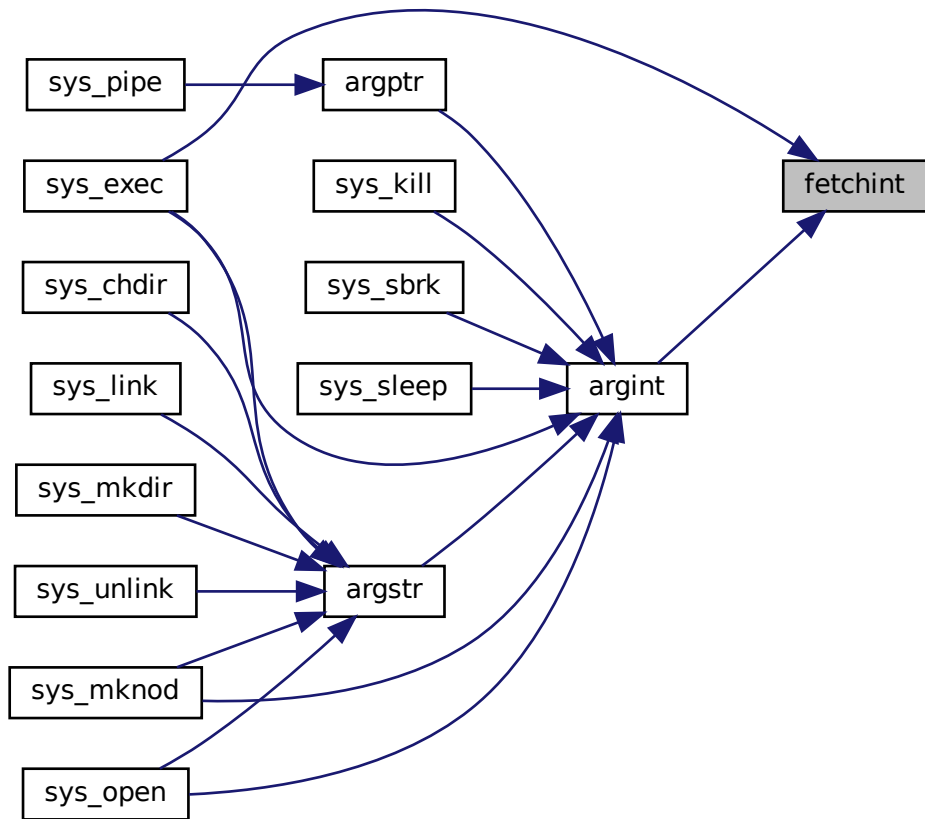 sys_pipe
argptr
sys_exec
sys_kill
fetchint
sys_chdir
sys_sbrk
sys_link
sys_sleep
argint
sys_mkdir
sys_unlink
argstr
sys_mknod
sys_open